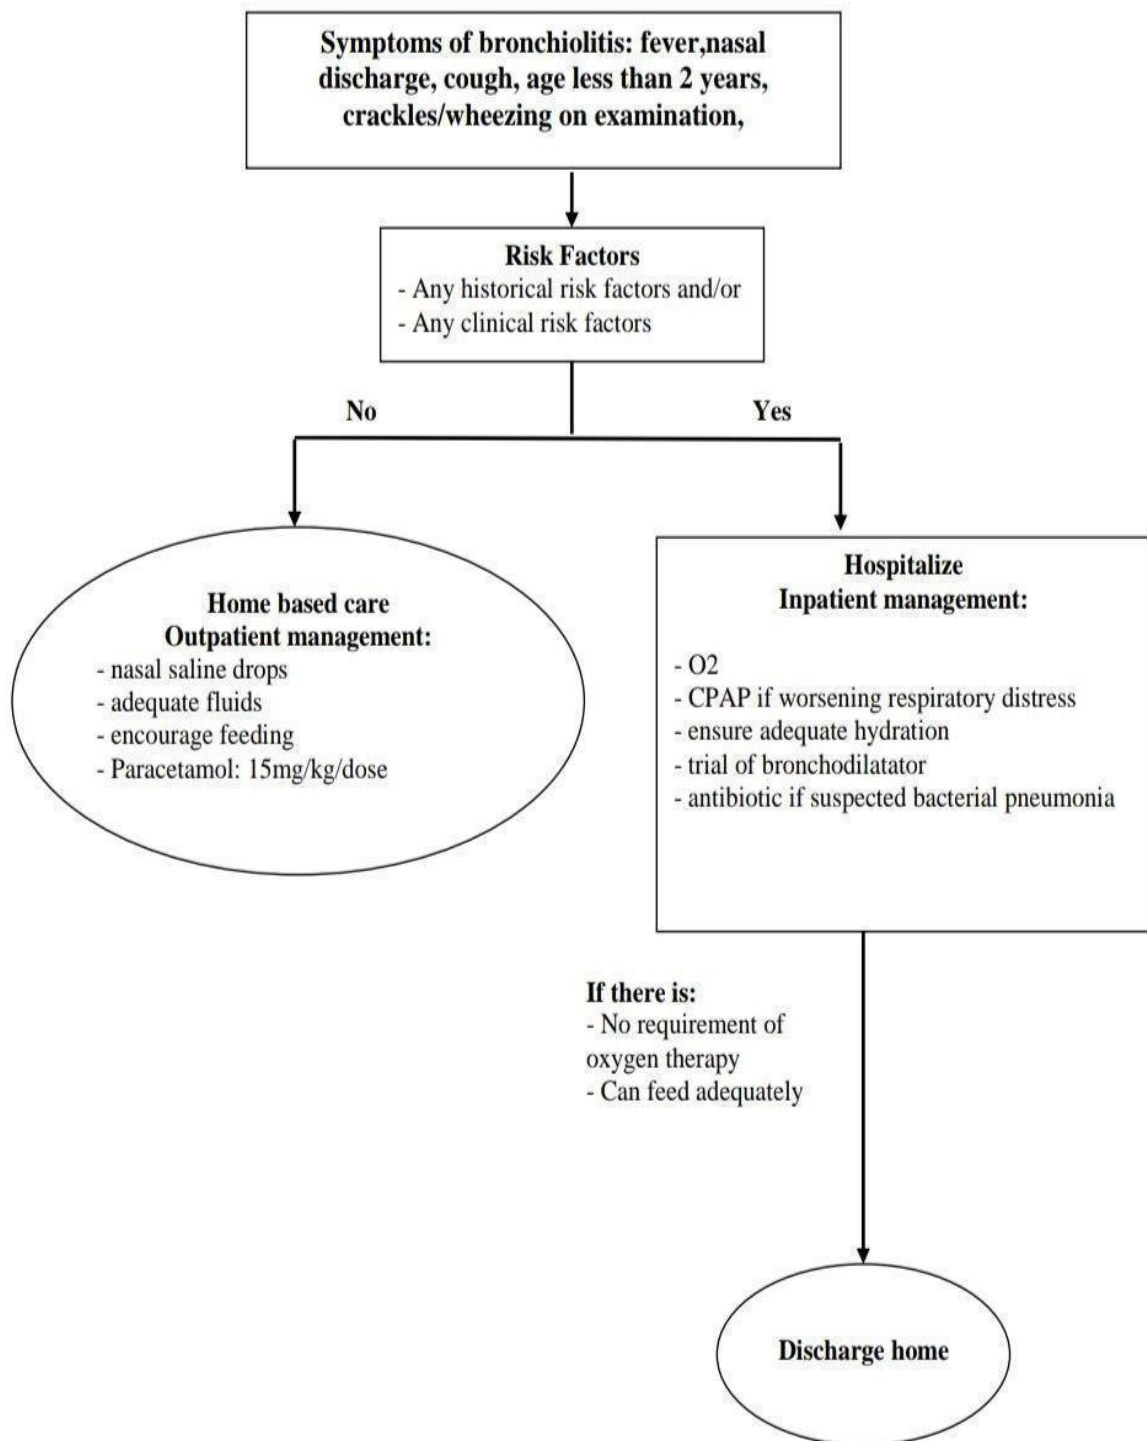 Symptoms of bronchiolitis: fever,nasal
discharge, cough, age less than 2 years,
crackles/wheezing on examination,
Risk Factors
- Any historical risk factors and/or
- Any clinical risk factors
No
Yes
Home based care
Outpatient management:
- nasal saline drops
- adequate fluids
- encourage feeding
- Paracetamol: 15mg/kg/dose
Hospitalize
Inpatient management:
- O2
- CPAP if worsening respiratory distress
- ensure adequate hydration
- trial of bronchodilatator
- antibiotic if suspected bacterial pneumonia
If there is:
- No requirement of
oxygen therapy
- Can feed adequately
Discharge home